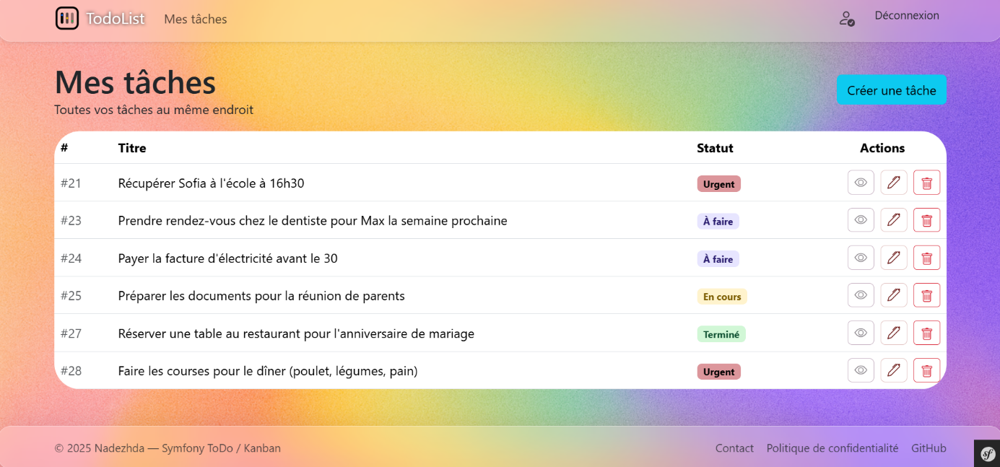 TodoList Mes tâches Déconnexion
Mes tâches
Créer une tâche
Toutes vos tâches au même endroit
# Titre Statut Actions
#21 Récupérer Sofia à l'école à 16h30 Urgent
#23 Prendre rendez-vous chez le dentiste pour Max la semaine prochaine À faire
#24 Payer la facture d'électricité avant le 30 À faire
#25 Préparer les documents pour la réunion de parents En cours
#27 Réserver une table au restaurant pour l'anniversaire de mariage Terminé
#28 Faire les courses pour le dîner (poulet, légumes, pain) Urgent
© 2025 Nadezhda — Symfony ToDo / Kanban Contact Politique de confidentialité GitHub
sf